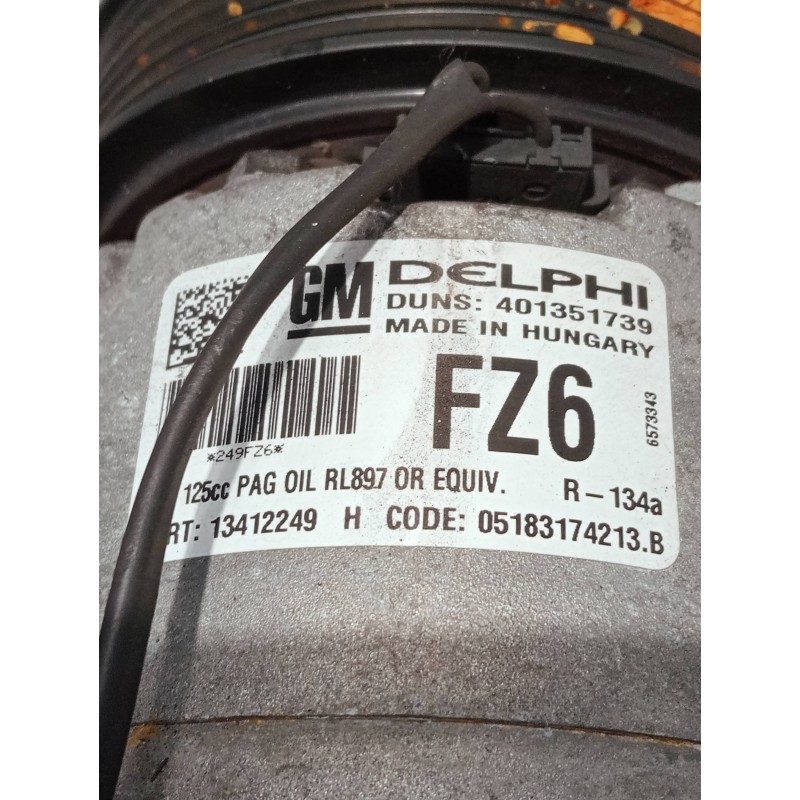 GM DELPHI
DUNS: 401351739
MADE IN HUNGARY
FZ6
6573343
*249FZ6*
125cc PAG OIL RL897 OR EQUIV. R-134a
RT: 13412249 H CODE: 05183174213.B